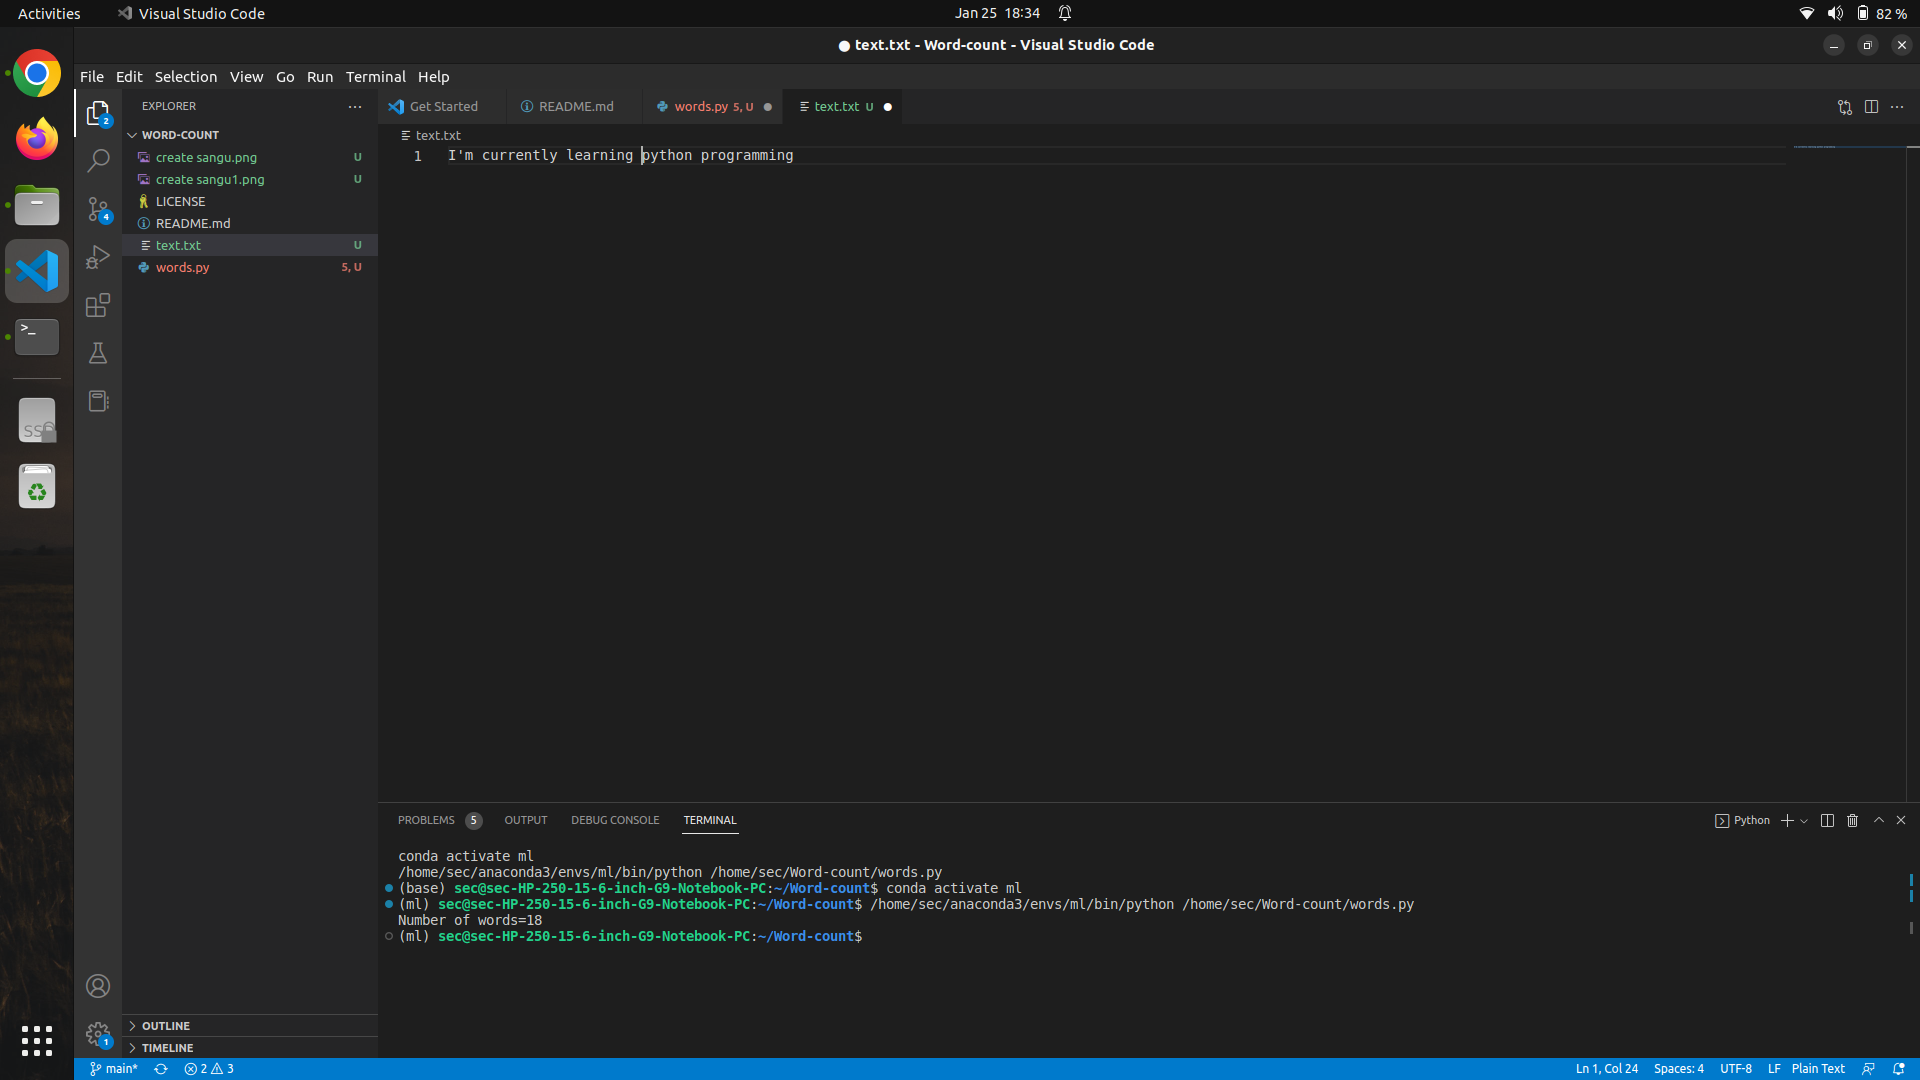 Activities Visual Studio Code Jan 25 18:34 82 %
● text.txt - Word-count - Visual Studio Code
File Edit Selection View Go Run Terminal Help
EXPLORER
Get Started README.md words.py 5, U text.txt U
WORD-COUNT
text.txt
create sangu.png U
1 I'm currently learning python programming
create sangu1.png U
LICENSE
README.md
text.txt U
words.py 5, U
2
4
SS
PROBLEMS 5 OUTPUT DEBUG CONSOLE TERMINAL Python
conda activate ml
/home/sec/anaconda3/envs/ml/bin/python /home/sec/Word-count/words.py
(base) sec@sec-HP-250-15-6-inch-G9-Notebook-PC:~/Word-count$ conda activate ml
(ml) sec@sec-HP-250-15-6-inch-G9-Notebook-PC:~/Word-count$ /home/sec/anaconda3/envs/ml/bin/python /home/sec/Word-count/words.py
Number of words=18
(ml) sec@sec-HP-250-15-6-inch-G9-Notebook-PC:~/Word-count$
OUTLINE
1
TIMELINE
main* 2 3 Ln 1, Col 24 Spaces: 4 UTF-8 LF Plain Text